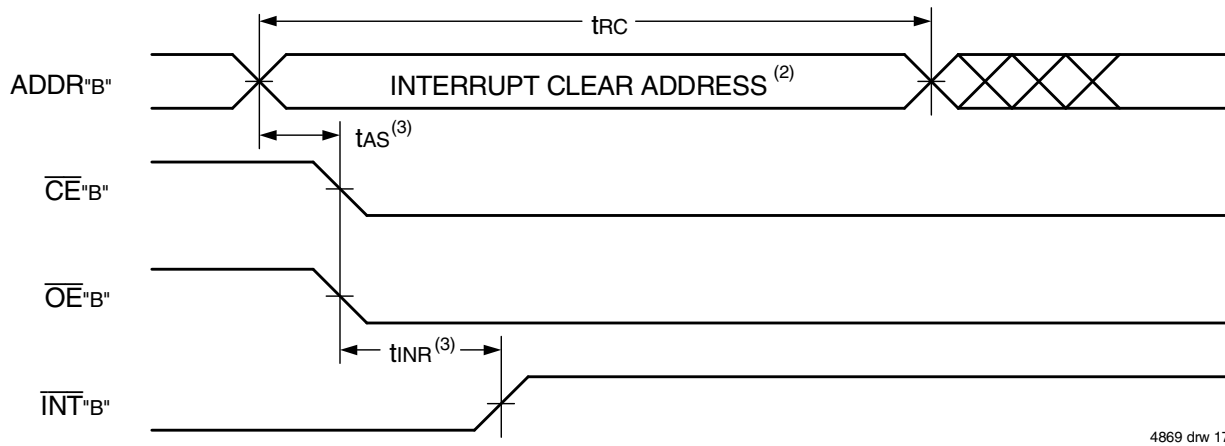 tRC
ADDR"B"
INTERRUPT CLEAR ADDRESS (2)
tAS(3)
CE"B"
OE"B"
tINR(3)
INT"B"
4869 drw 17